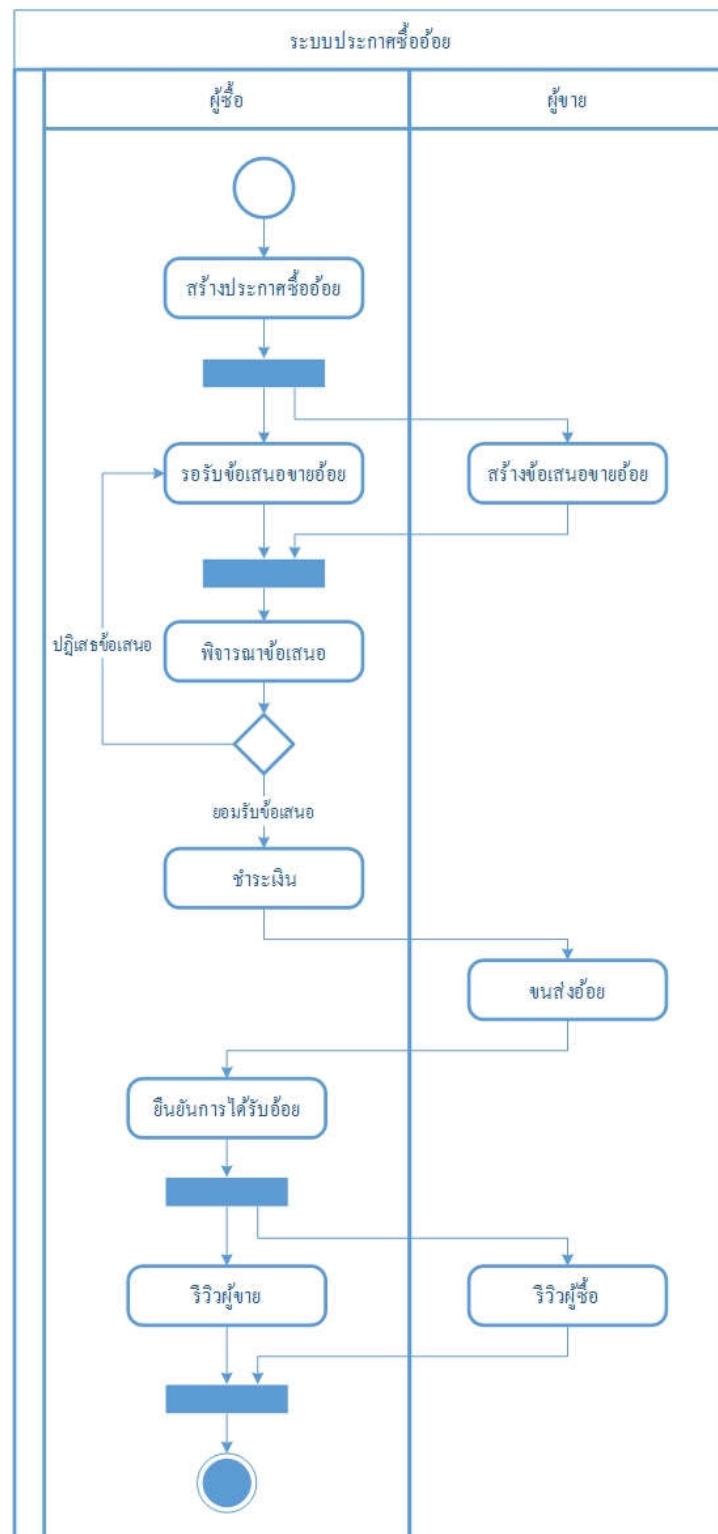 ระบบประกาศซื้ออ้อย
ผู้ซื้อ
ผู้ขาย
สร้างประกาศซื้ออ้อย
รอรับข้อเสนอขายอ้อย
สร้างข้อเสนอขายอ้อย
ปฎิเสธข้อเสนอ
พิจารณาข้อเสนอ
ยอมรับข้อเสนอ
ชำระเงิน
ขนส่งอ้อย
ยืนยันการได้รับอ้อย
รีวิวผู้ขาย
รีวิวผู้ซื้อ